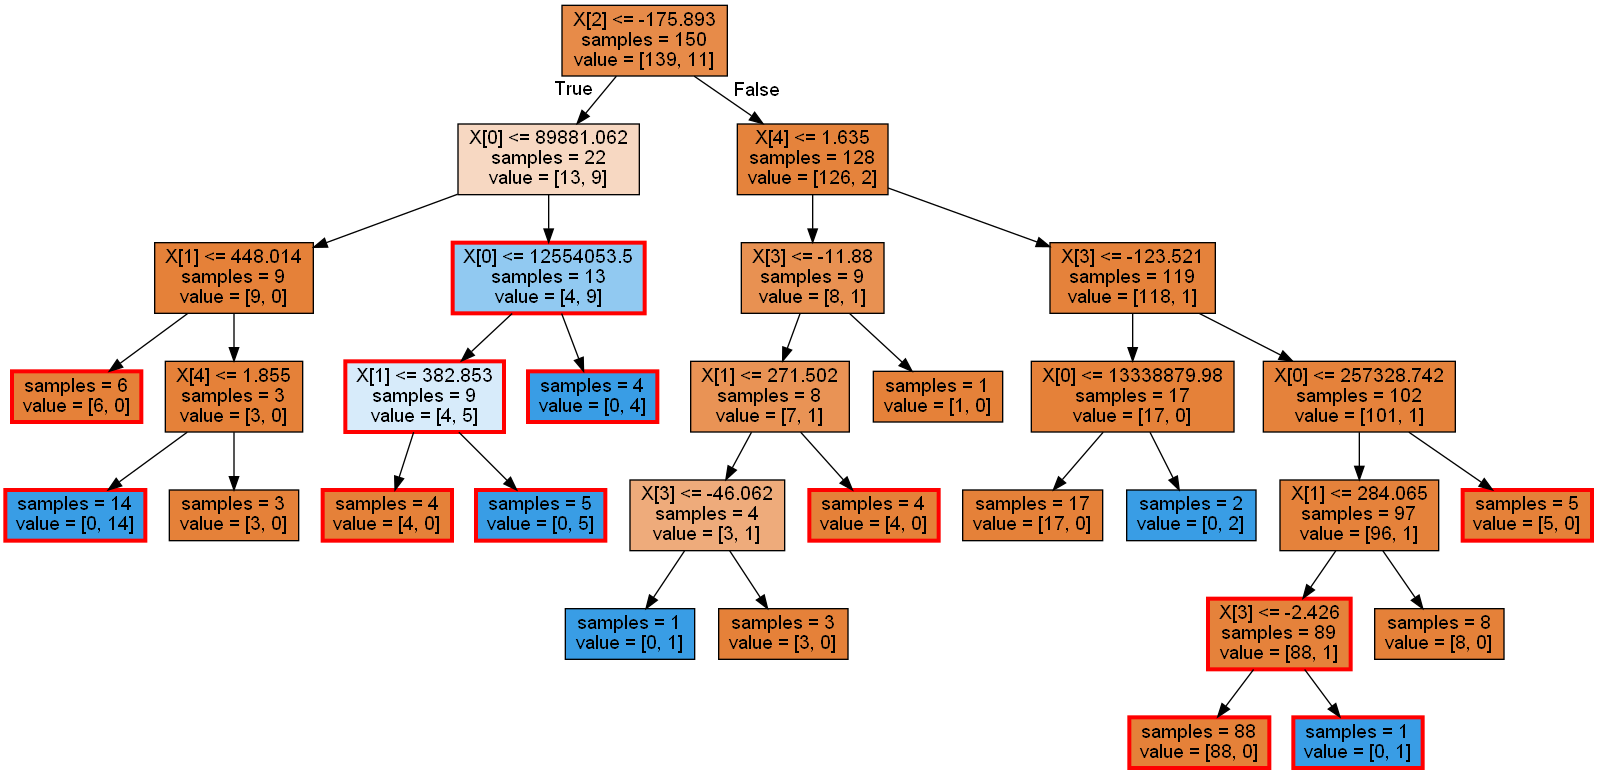 X[2] <= -175.893
samples = 150
value = [139, 11]
True
False
X[0] <= 89881.062
samples = 22
value = [13, 9]
X[4] <= 1.635
samples = 128
value = [126, 2]
X[1] <= 448.014
samples = 9
value = [9, 0]
X[0] <= 12554053.5
samples = 13
value = [4, 9]
X[3] <= -11.88
samples = 9
value = [8, 1]
X[3] <= -123.521
samples = 119
value = [118, 1]
samples = 6
value = [6, 0]
X[4] <= 1.855
samples = 3
value = [3, 0]
X[1] <= 382.853
samples = 9
value = [4, 5]
samples = 4
value = [0, 4]
X[1] <= 271.502
samples = 8
value = [7, 1]
samples = 1
value = [1, 0]
X[0] <= 13338879.98
samples = 17
value = [17, 0]
X[0] <= 257328.742
samples = 102
value = [101, 1]
samples = 14
value = [0, 14]
samples = 3
value = [3, 0]
samples = 4
value = [4, 0]
samples = 5
value = [0, 5]
X[3] <= -46.062
samples = 4
value = [3, 1]
samples = 4
value = [4, 0]
samples = 17
value = [17, 0]
samples = 2
value = [0, 2]
X[1] <= 284.065
samples = 97
value = [96, 1]
samples = 5
value = [5, 0]
samples = 1
value = [0, 1]
samples = 3
value = [3, 0]
X[3] <= -2.426
samples = 89
value = [88, 1]
samples = 8
value = [8, 0]
samples = 88
value = [88, 0]
samples = 1
value = [0, 1]